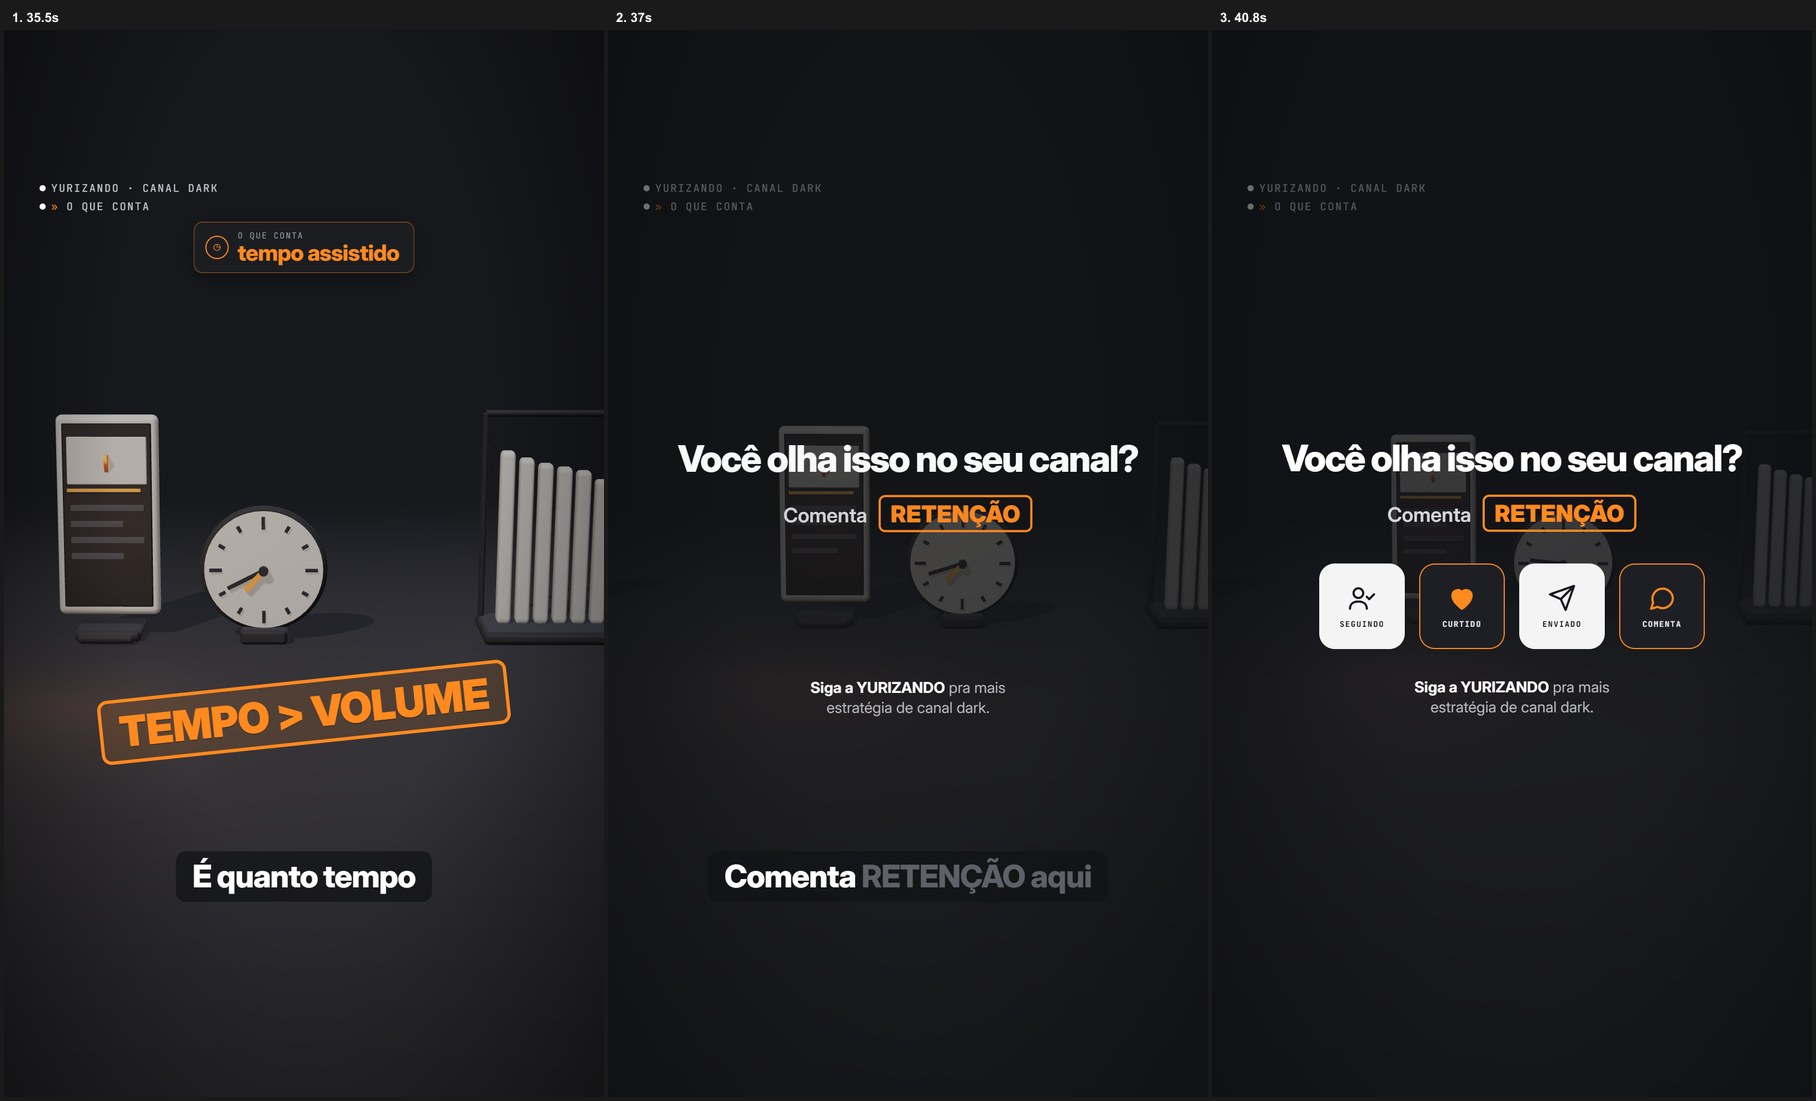 1. 35.5s
YURIZANDO · CANAL DARK
» O QUE CONTA
O QUE CONTA
tempo assistido
TEMPO > VOLUME
É quanto tempo
2. 37s
YURIZANDO · CANAL DARK
» O QUE CONTA
Você olha isso no seu canal?
Comenta RETENÇÃO
Siga a YURIZANDO pra mais
estratégia de canal dark.
Comenta RETENÇÃO aqui
3. 40.8s
YURIZANDO · CANAL DARK
» O QUE CONTA
Você olha isso no seu canal?
Comenta RETENÇÃO
SEGUINDO CURTIDO ENVIADO COMENTA
Siga a YURIZANDO pra mais
estratégia de canal dark.